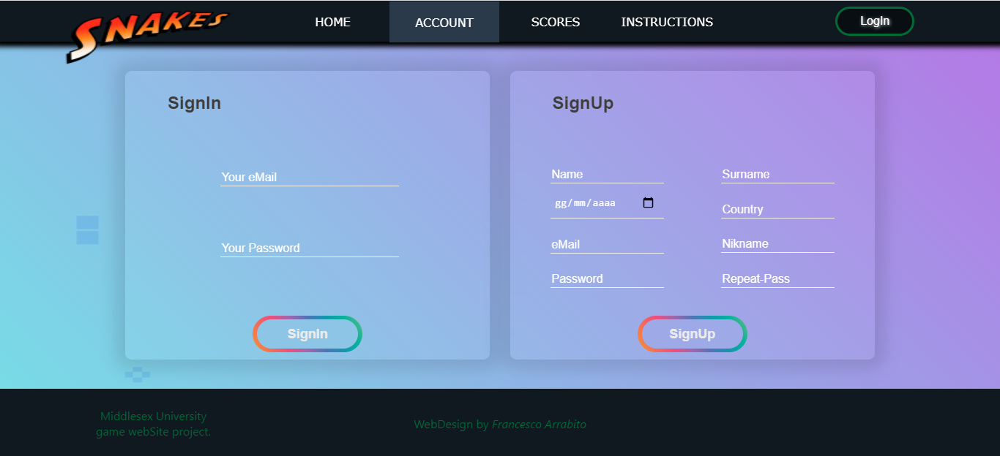 SNAKES
HOME
ACCOUNT
SCORES
INSTRUCTIONS
LogIn
SignIn
Your eMail
Your Password
SignIn
SignUp
Name
Surname
gg/mm/aaaa
Country
eMail
Nikname
Password
Repeat-Pass
SignUp
Middlesex University
game webSite project.
WebDesign by Francesco Arrabito